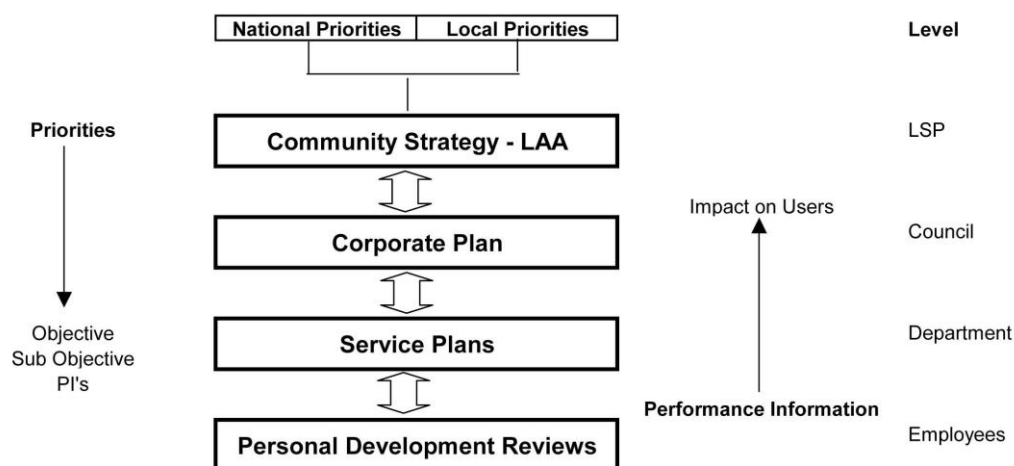 National Priorities Local Priorities Level
Priorities Community Strategy - LAA LSP
Impact on Users
Corporate Plan Council
Objective
Sub Objective
PI's
Service Plans Department
Performance Information
Personal Development Reviews Employees